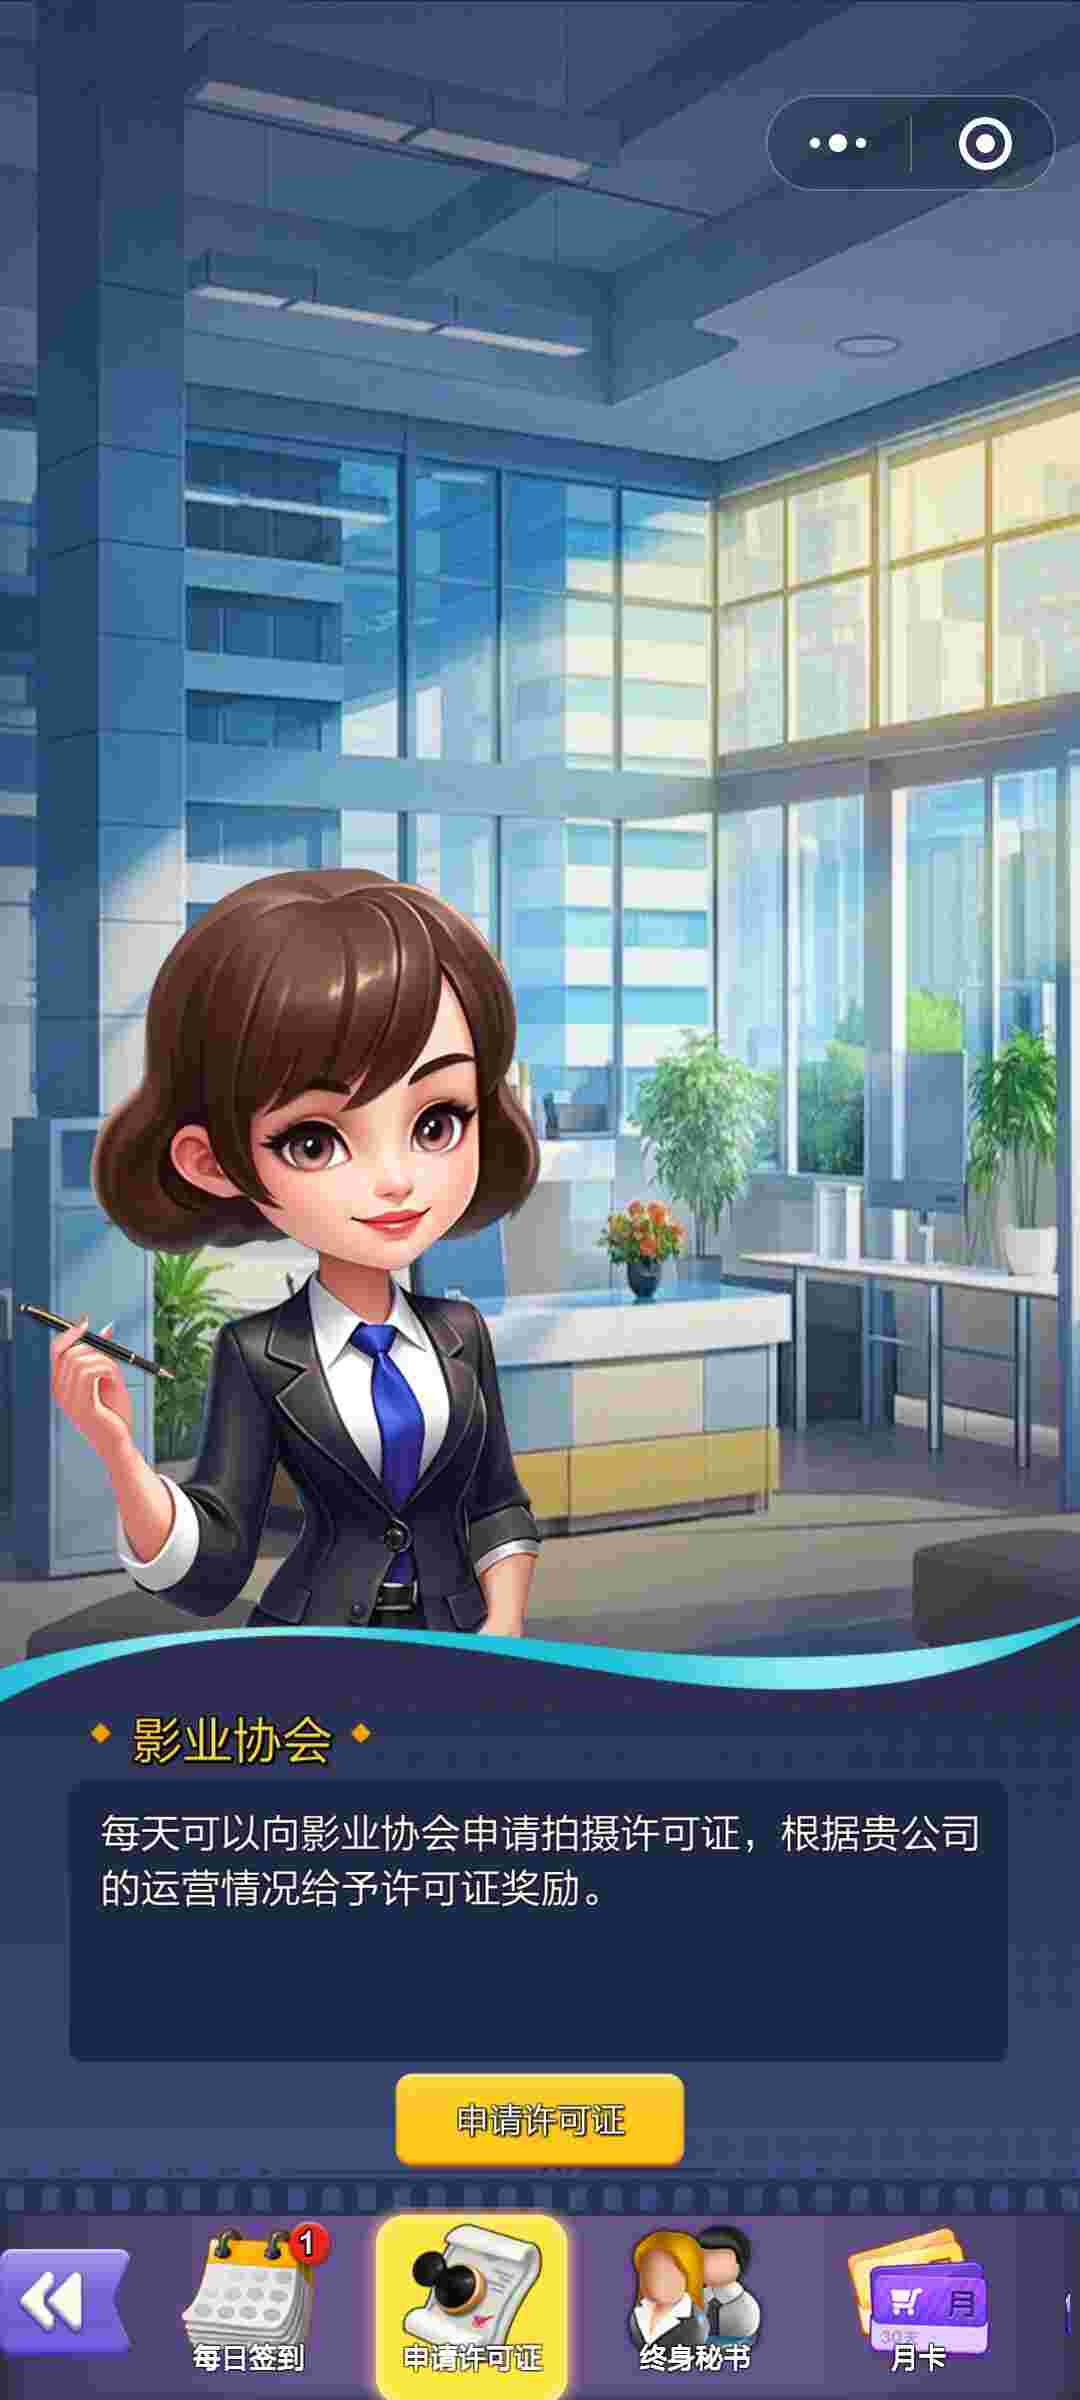 影业协会
每天可以向影业协会申请拍摄许可证，根据贵公司
的运营情况给予许可证奖励。
申请许可证
1
月
30天
每日签到
申请许可证
终身秘书
月卡